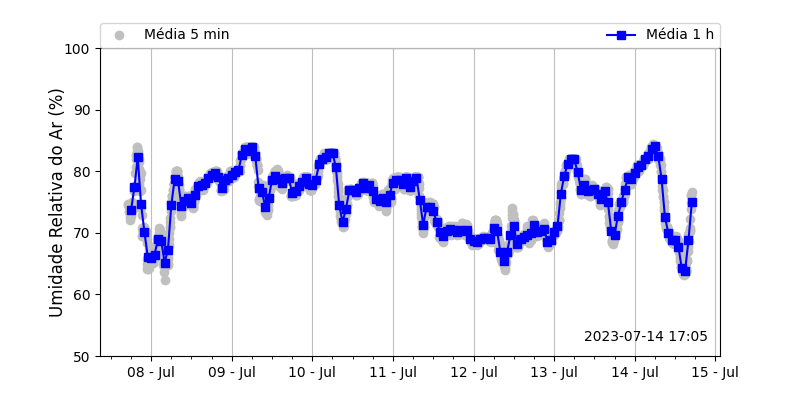 Média 5 min
Média 1 h
100
90
80
70
60
50
Umidade Relativa do Ar (%)
2023-07-14 17:05
08 - Jul
09 - Jul
10 - Jul
11 - Jul
12 - Jul
13 - Jul
14 - Jul
15 - Jul